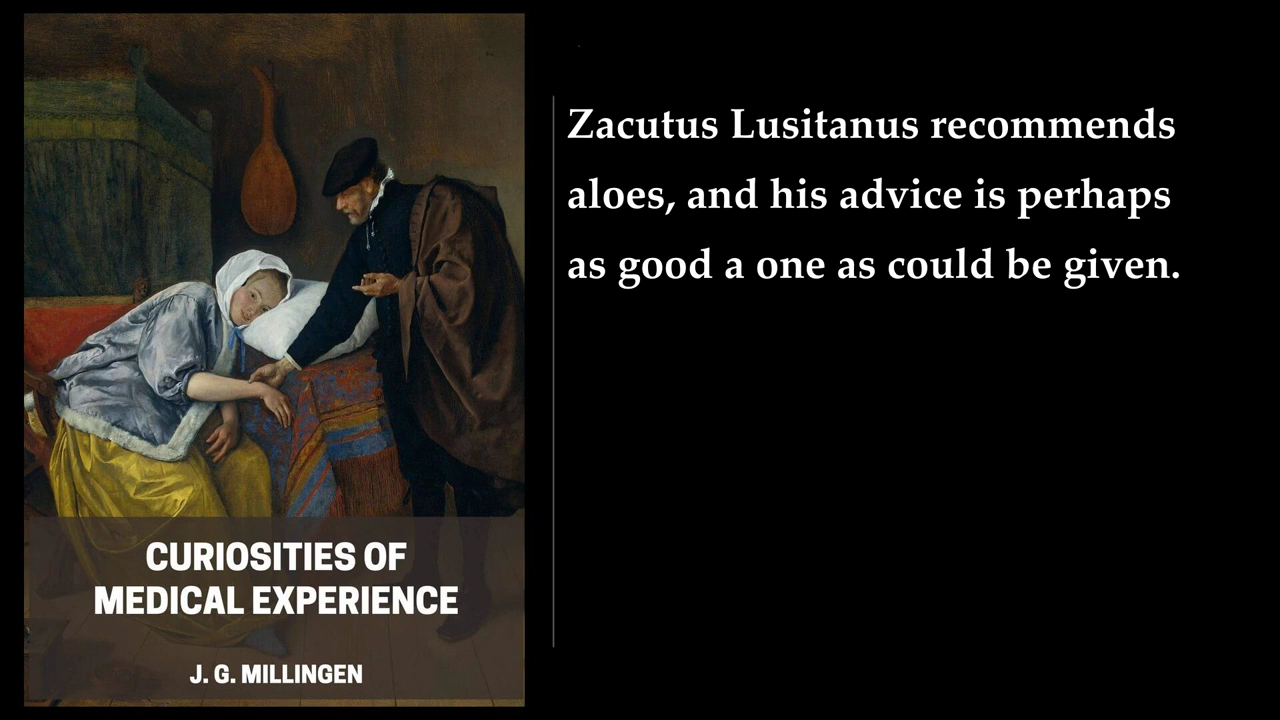 CURIOSITIES OF
MEDICAL EXPERIENCE
J. G. MILLINGEN
Zacutus Lusitanus recommends
aloes, and his advice is perhaps
as good a one as could be given.